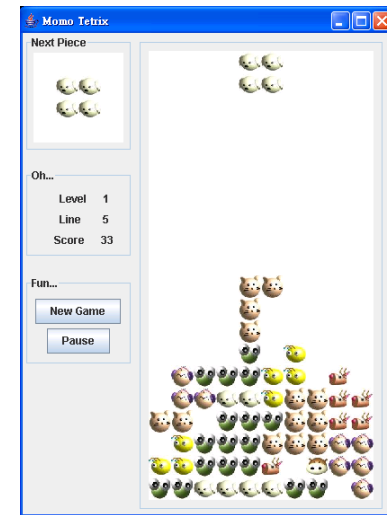 Momo Tetrix
Next Piece
Oh...
Level 1
Line 5
Score 33
Fun...
New Game
Pause